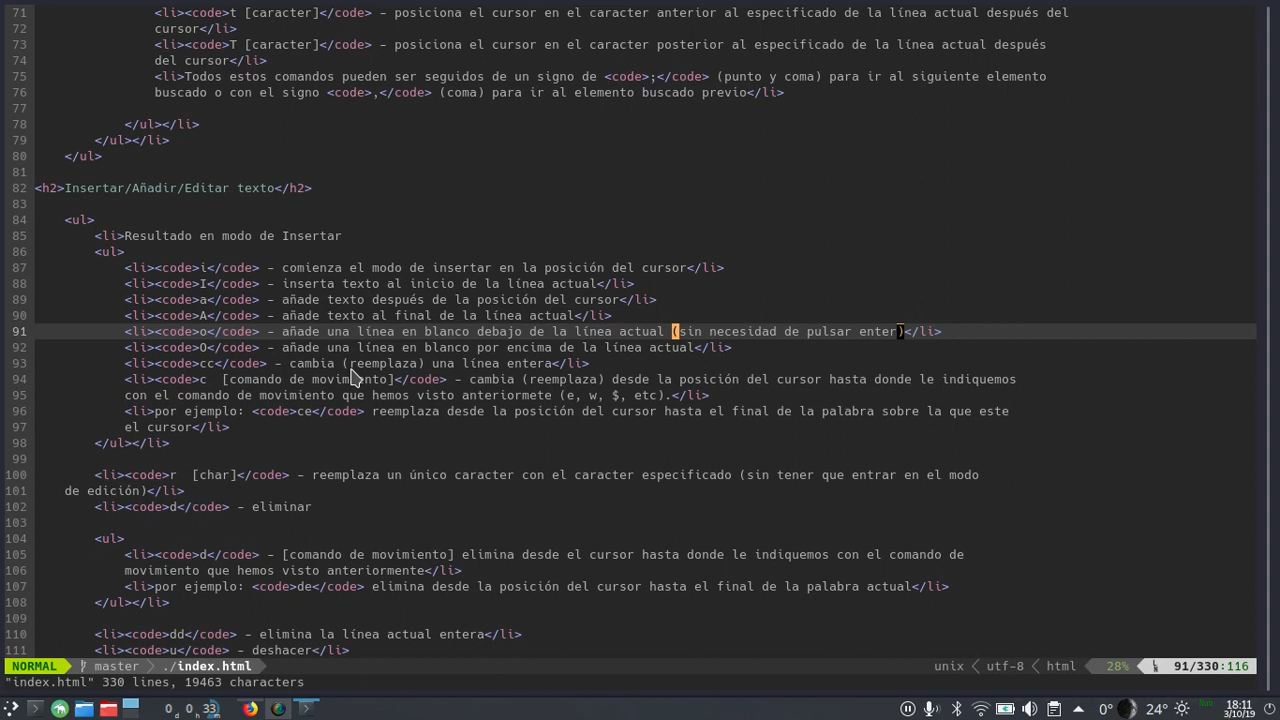 71                 <li><code>t [caracter]</code> - posiciona el cursor en el caracter anterior al especificado de la línea actual después del
72                 cursor</li>
73                 <li><code>T [caracter]</code> - posiciona el cursor en el caracter posterior al especificado de la línea actual después
74                 del cursor</li>
75                 <li>Todos estos comandos pueden ser seguidos de un signo de <code>;</code> (punto y coma) para ir al siguiente elemento
76                 buscado o con el signo <code>,</code> (coma) para ir al elemento buscado previo</li>
77
78             </ul></li>
79         </ul></li>
80     </ul>
81
82 <h2>Insertar/Añadir/Editar texto</h2>
83
84     <ul>
85         <li>Resultado en modo de Insertar
86         <ul>
87             <li><code>i</code> - comienza el modo de insertar en la posición del cursor</li>
88             <li><code>I</code> - inserta texto al inicio de la línea actual</li>
89             <li><code>a</code> - añade texto después de la posición del cursor</li>
90             <li><code>A</code> - añade texto al final de la línea actual</li>
91             <li><code>o</code> - añade una línea en blanco debajo de la línea actual (sin necesidad de pulsar enter)</li>
92             <li><code>O</code> - añade una línea en blanco por encima de la línea actual</li>
93             <li><code>cc</code> - cambia (reemplaza) una línea entera</li>
94             <li><code>c  [comando de movimiento]</code> - cambia (reemplaza) desde la posición del cursor hasta donde le indiquemos
95             con el comando de movimiento que hemos visto anteriormete (e, w, $, etc).</li>
96             <li>por ejemplo: <code>ce</code> reemplaza desde la posición del cursor hasta el final de la palabra sobre la que este
97             el cursor</li>
98         </ul></li>
99
100         <li><code>r  [char]</code> - reemplaza un único caracter con el caracter especificado (sin tener que entrar en el modo
101     de edición)</li>
102         <li><code>d</code> - eliminar
103
104         <ul>
105             <li><code>d</code> - [comando de movimiento] elimina desde el cursor hasta donde le indiquemos con el comando de
106             movimiento que hemos visto anteriormente</li>
107             <li>por ejemplo: <code>de</code> elimina desde la posición del cursor hasta el final de la palabra actual</li>
108         </ul></li>
109
110         <li><code>dd</code> - elimina la línea actual entera</li>
111         <li><code>u</code> - deshacer</li>
NORMAL master ./index.html unix utf-8 html 28% 91/330:116
"index.html" 330 lines, 19463 characters
0d 0h 33 0° 24° 18:11
3/10/19